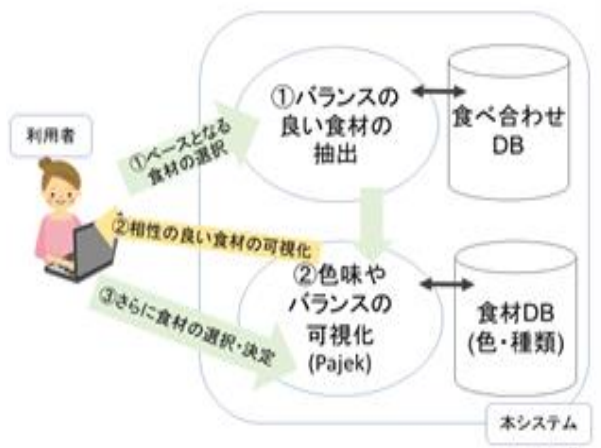 利用者
①ベースとなる
食材の選択
①バランスの
良い食材の
抽出
食べ合わせ
DB
②相性の良い食材の可視化
②色味や
バランスの
可視化
(Pajek)
食材DB
(色・種類)
③さらに食材の選択・決定
本システム